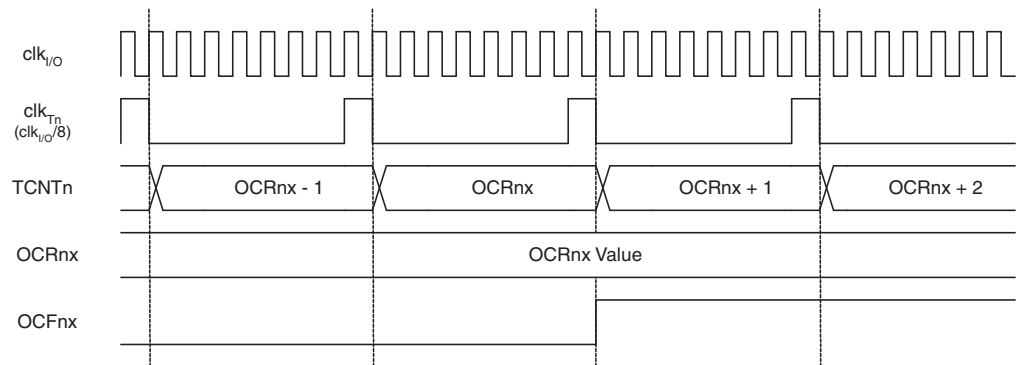 clkI/O
clkTn
(clkI/O/8)
TCNTn
OCRnx - 1
OCRnx
OCRnx + 1
OCRnx + 2
OCRnx
OCRnx Value
OCFnx